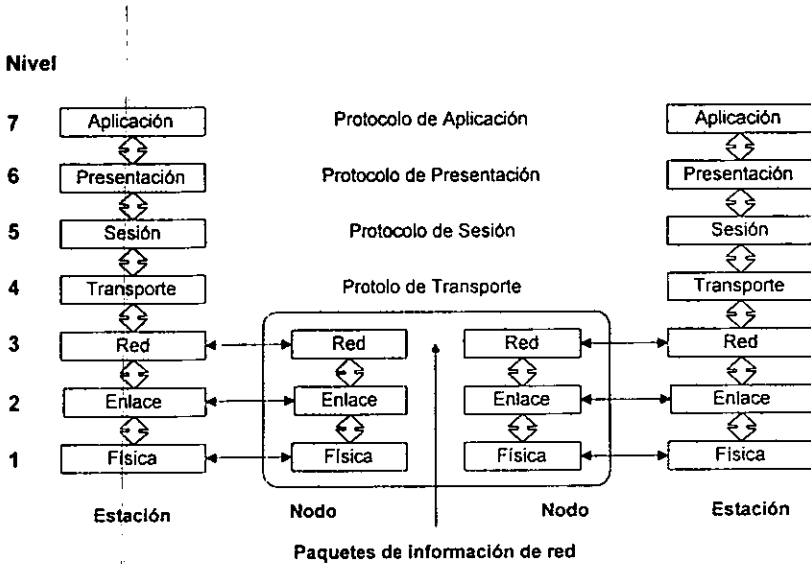 Nivel
7 Aplicación Protocolo de Aplicación Aplicación
6 Presentación Protocolo de Presentación Presentación
5 Sesión Protocolo de Sesión Sesión
4 Transporte Protolo de Transporte Transporte
3 Red Red Red Red
2 Enlace Enlace Enlace Enlace
1 Física Física Física Física
Estación Nodo Nodo Estación
Paquetes de información de red